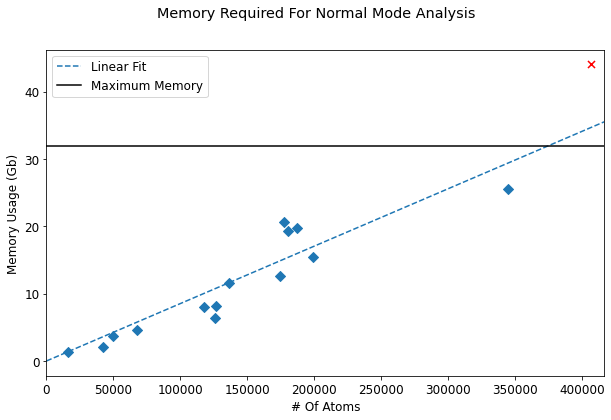 Memory Required For Normal Mode Analysis
Linear Fit
Maximum Memory
Memory Usage (Gb)
40
30
20
10
0
0 50000 100000 150000 200000 250000 300000 350000 400000
# Of Atoms